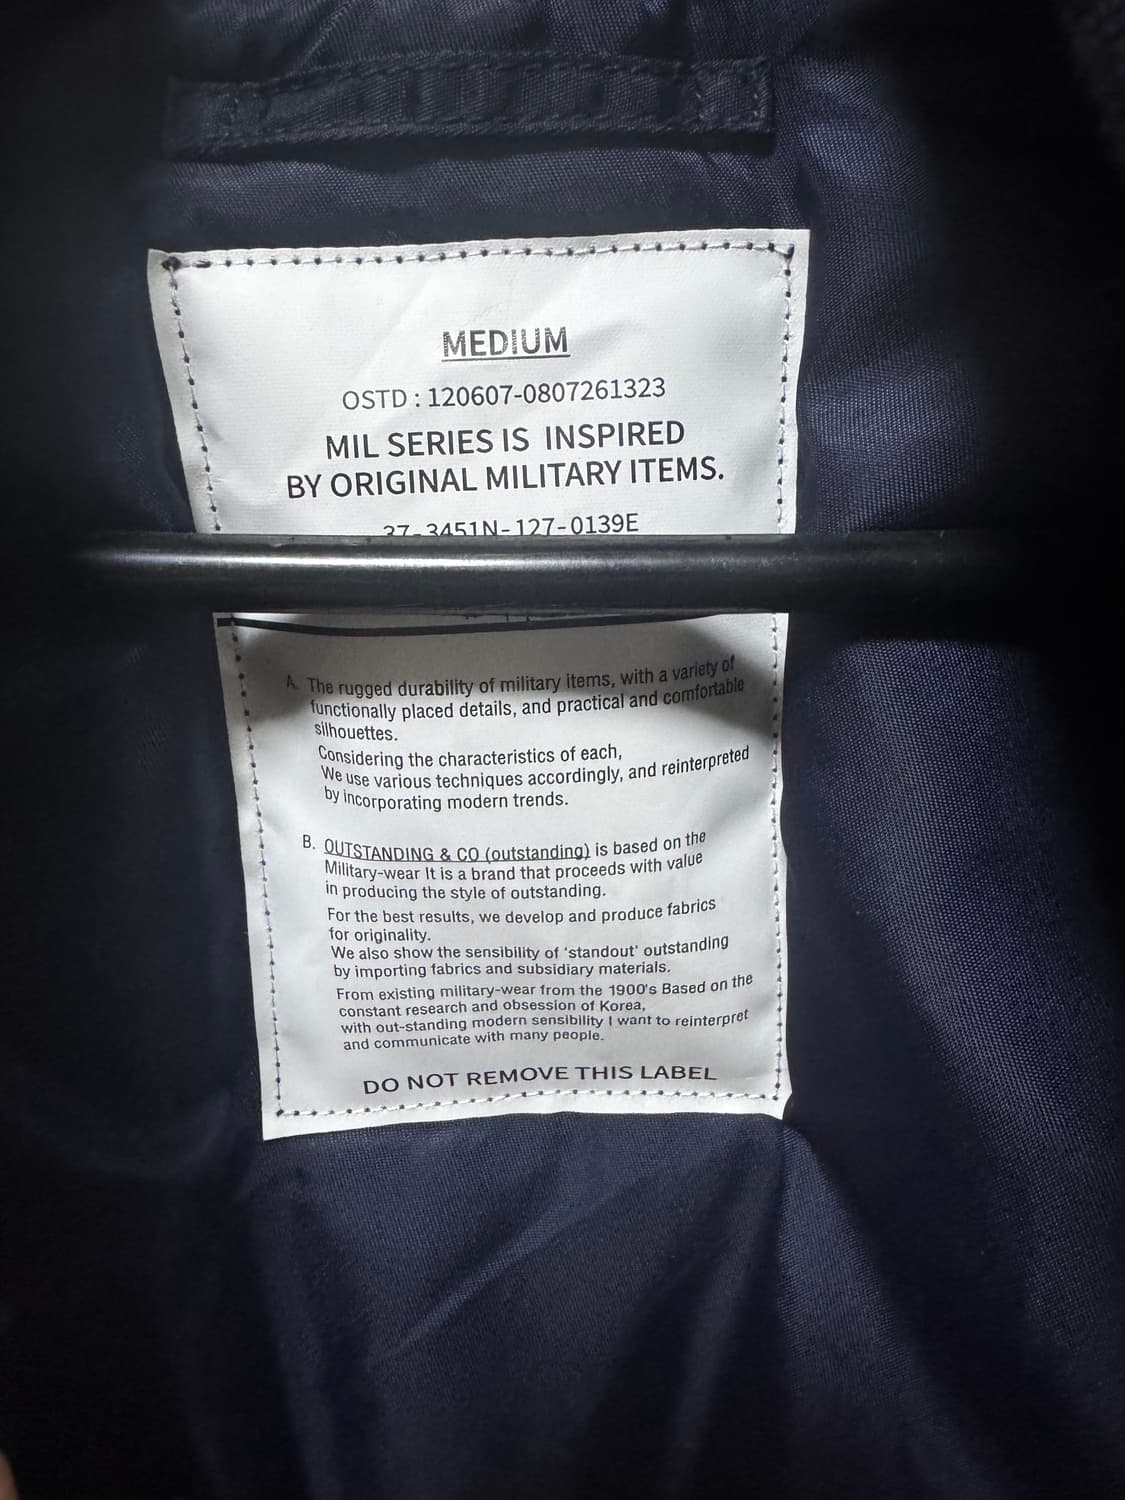 MEDIUM
OSTD : 120607-0807261323
MIL SERIES IS INSPIRED
BY ORIGINAL MILITARY ITEMS.
37-3451N-127-0139E
A. The rugged durability of military items, with a variety of
functionally placed details, and practical and comfortable
silhouettes.
Considering the characteristics of each,
We use various techniques accordingly, and reinterpreted
by incorporating modern trends.
B. OUTSTANDING & CO (outstanding) is based on the
Military-wear It is a brand that proceeds with value
in producing the style of outstanding.
For the best results, we develop and produce fabrics
for originality.
We also show the sensibility of 'standout' outstanding
by importing fabrics and subsidiary materials.
From existing military-wear from the 1900's Based on the
constant research and obsession of Korea,
with out-standing modern sensibility I want to reinterpret
and communicate with many people.
DO NOT REMOVE THIS LABEL